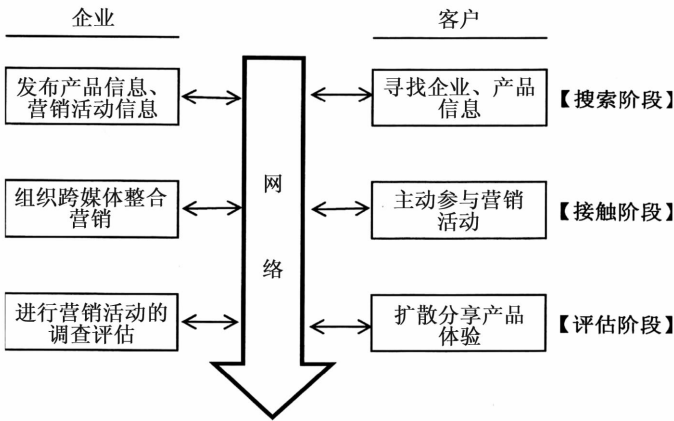 企业
客户
发布产品信息、
营销活动信息
寻找企业、产品
信息
【搜索阶段】
网
络
组织跨媒体整合
营销
主动参与营销
活动
【接触阶段】
进行营销活动的
调查评估
扩散分享产品
体验
【评估阶段】